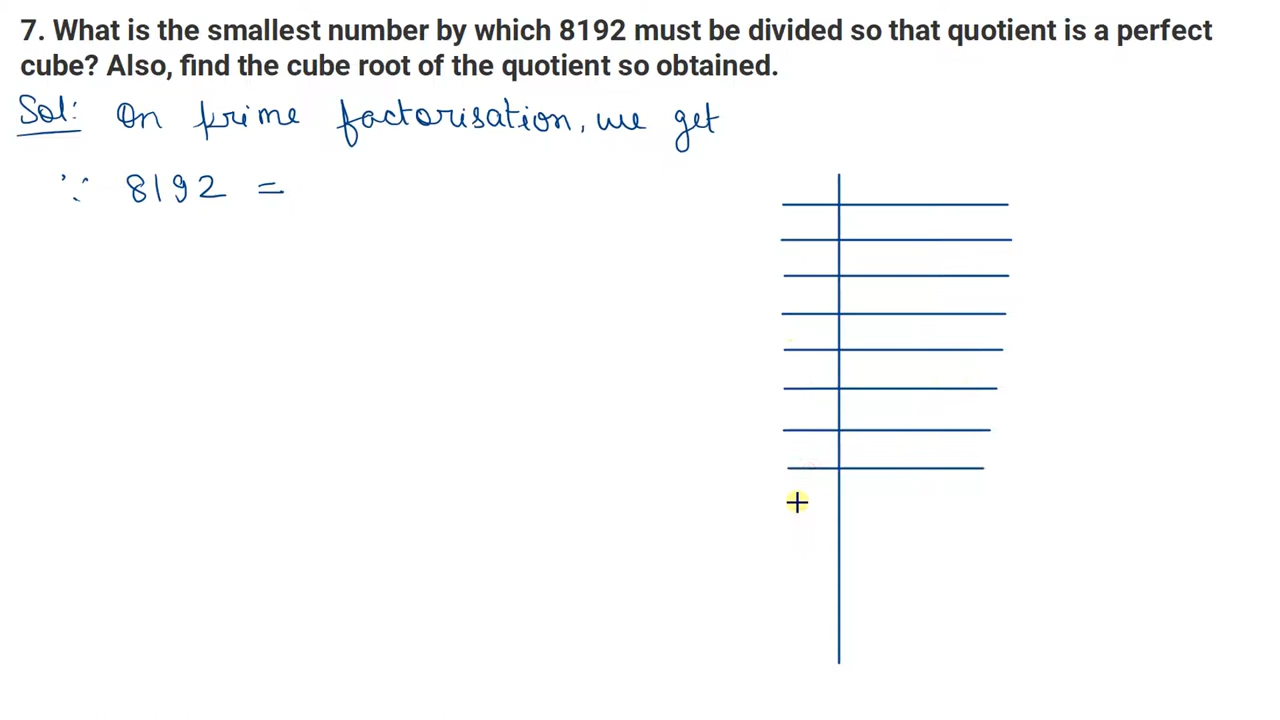 7. What is the smallest number by which 8192 must be divided so that quotient is a perfect
cube? Also, find the cube root of the quotient so obtained.
Sol: On prime factorisation, we get
∵ 8192 =